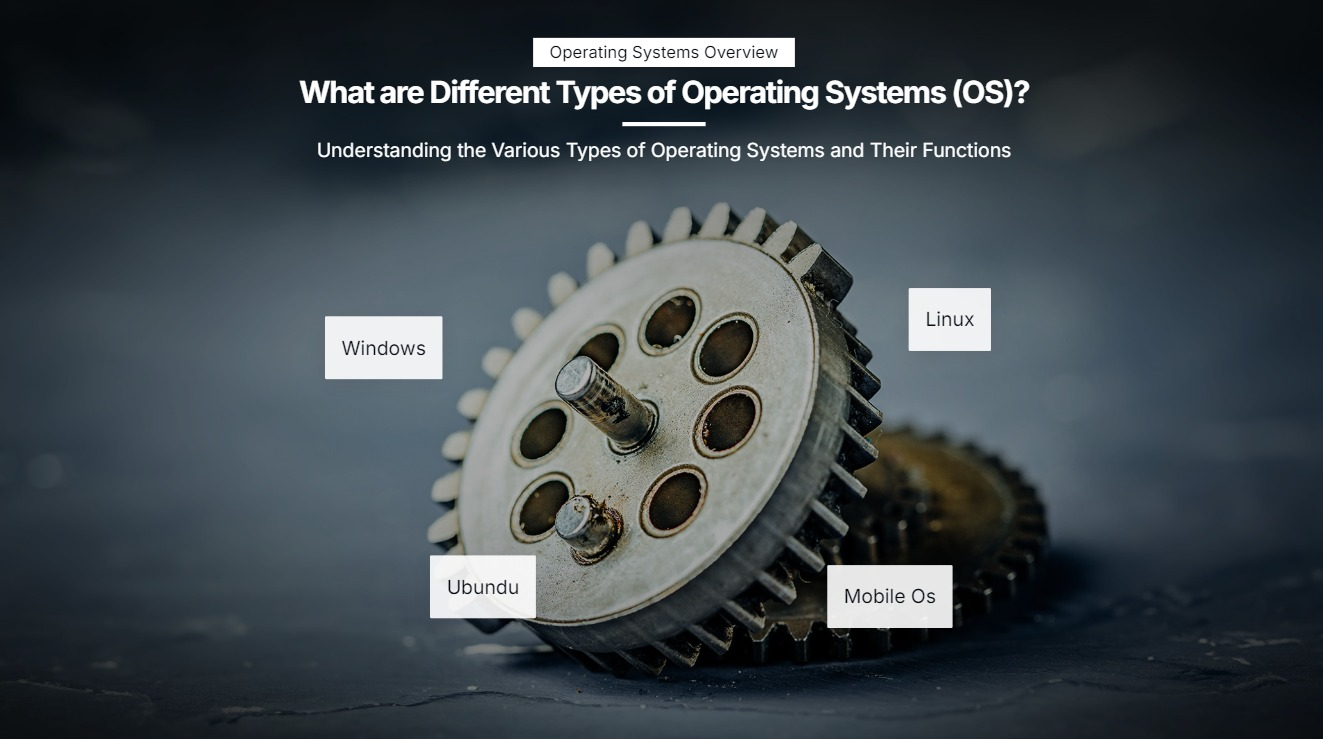 Operating Systems Overview
What are Different Types of Operating Systems (OS)?
Understanding the Various Types of Operating Systems and Their Functions
Linux
Windows
Ubundu
Mobile Os